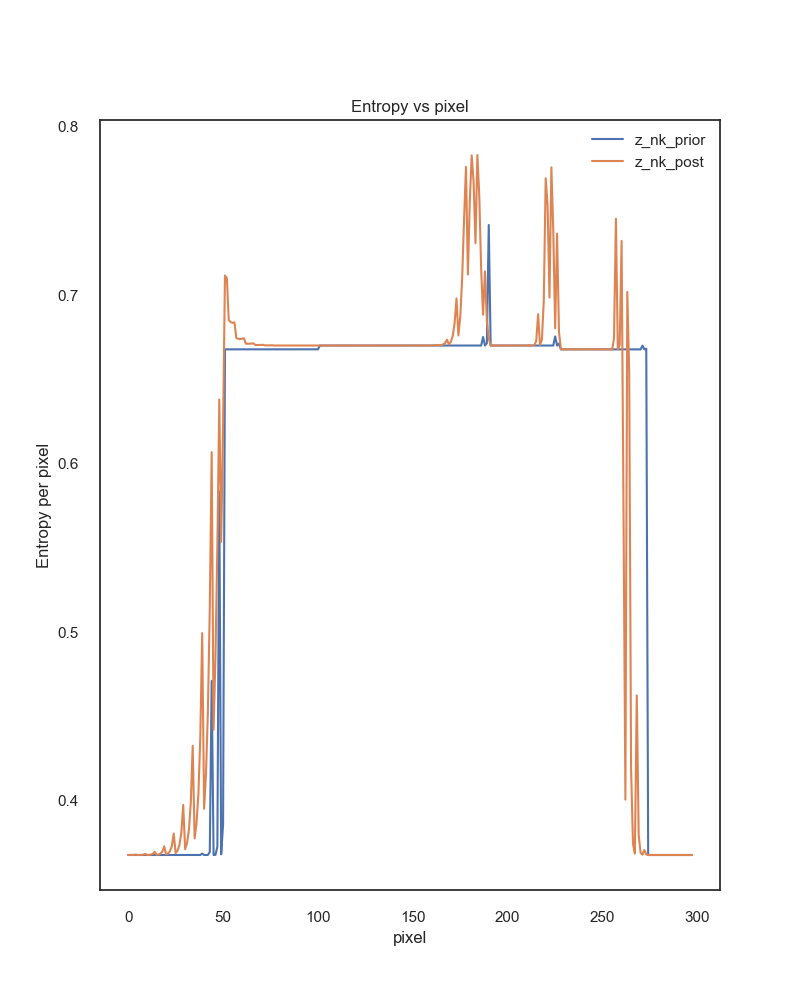 Entropy vs pixel
z_nk_prior
z_nk_post
Entropy per pixel
0.8
0.7
0.6
0.5
0.4
0 50 100 150 200 250 300
pixel